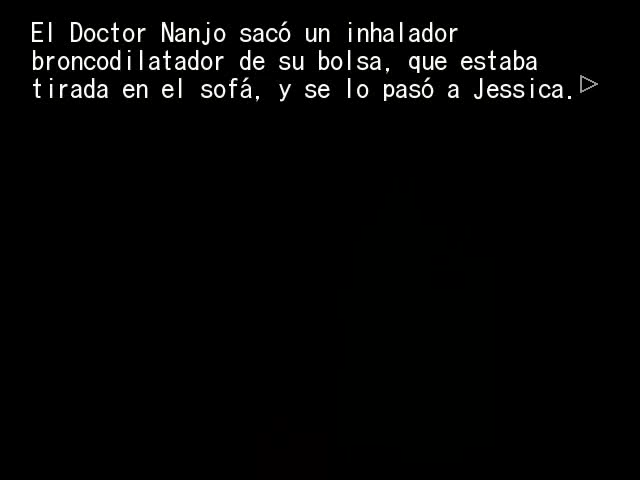 El Doctor Nanjo sacó un inhalador
broncodilatador de su bolsa, que estaba
tirada en el sofá, y se lo pasó a Jessica.